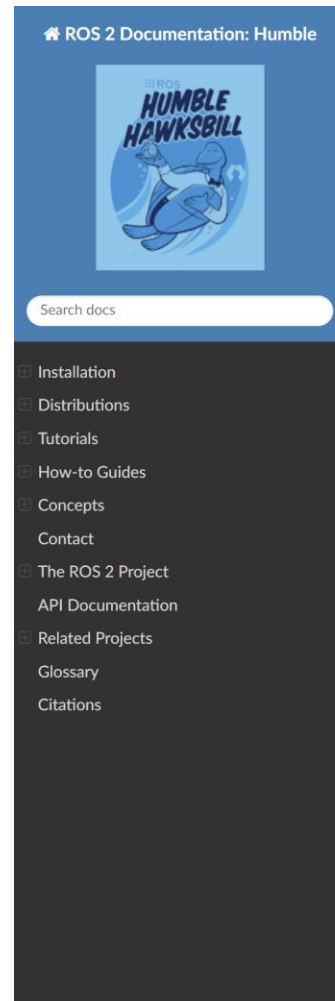 ROS 2 Documentation: Humble
ROS
HUMBLE
HAWKSBILL
Search docs
Installation
Distributions
Tutorials
How-to Guides
Concepts
Contact
The ROS 2 Project
API Documentation
Related Projects
Glossary
Citations